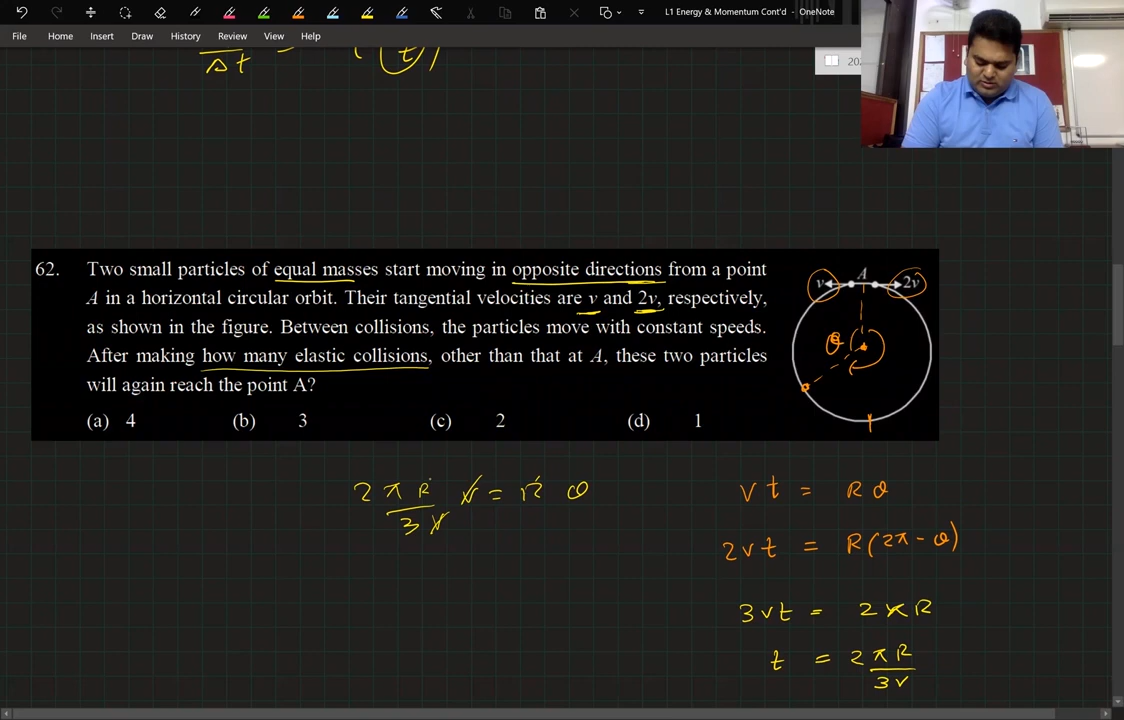 L1 Energy & Momentum Cont'd - OneNote
File Home Insert Draw History Review View Help
Δt = ( t )
20
62. Two small particles of equal masses start moving in opposite directions from a point
A in a horizontal circular orbit. Their tangential velocities are v and 2v, respectively,
as shown in the figure. Between collisions, the particles move with constant speeds.
After making how many elastic collisions, other than that at A, these two particles
will again reach the point A?
(a) 4 (b) 3 (c) 2 (d) 1
v A 2v
θ
2πR/3v v = R θ
vt = Rθ
2vt = R(2π - θ)
3vt = 2πR
t = 2πR/3v